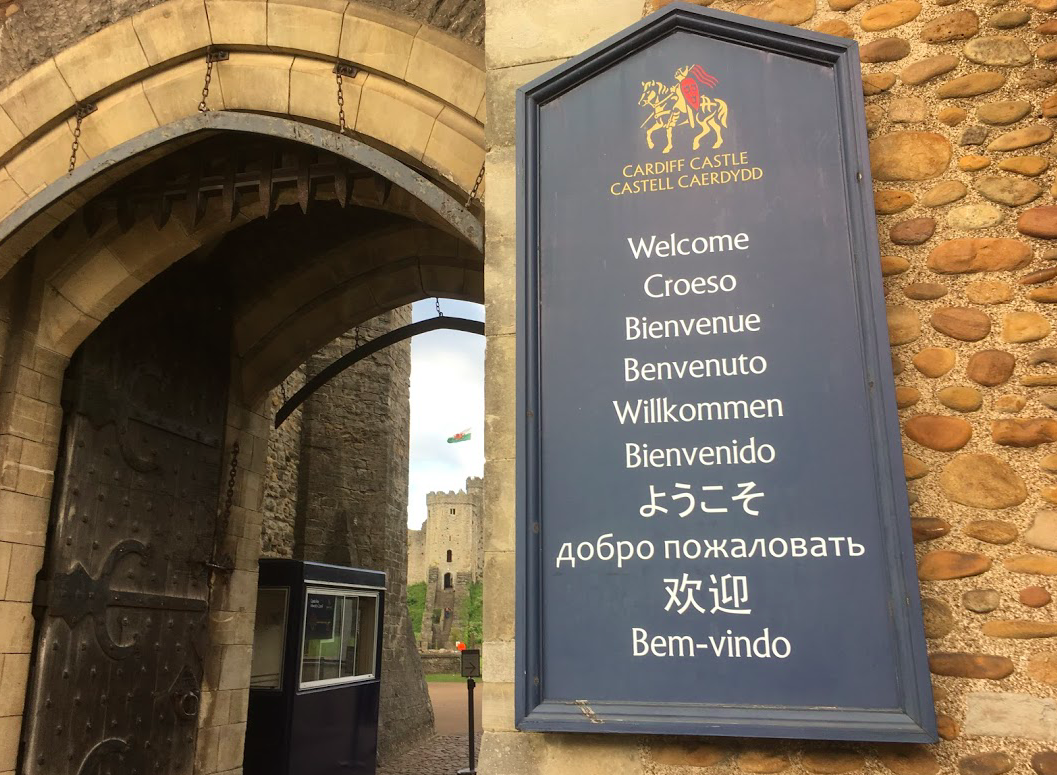 CARDIFF CASTLE
CASTELL CAERDYDD
Welcome
Croeso
Bienvenue
Benvenuto
Willkommen
Bienvenido
ようこそ
добро пожаловать
欢迎
Bem-vindo